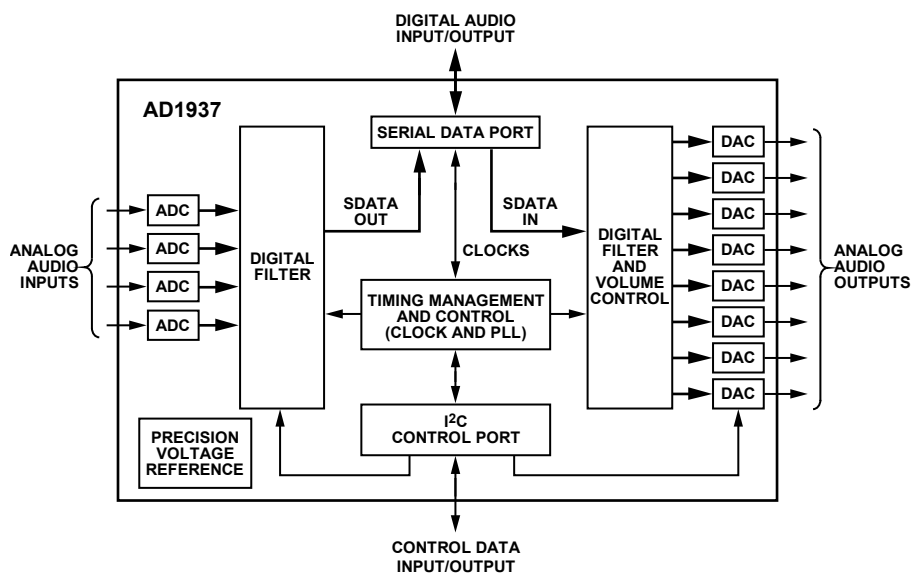 DIGITAL AUDIO
INPUT/OUTPUT
AD1937
SERIAL DATA PORT
SDATA
OUT
SDATA
IN
CLOCKS
ANALOG
AUDIO
INPUTS
ADC
ADC
ADC
ADC
DIGITAL
FILTER
TIMING MANAGEMENT
AND CONTROL
(CLOCK AND PLL)
DIGITAL
FILTER
AND
VOLUME
CONTROL
DAC
DAC
DAC
DAC
DAC
DAC
DAC
DAC
ANALOG
AUDIO
OUTPUTS
PRECISION
VOLTAGE
REFERENCE
I²C
CONTROL PORT
CONTROL DATA
INPUT/OUTPUT